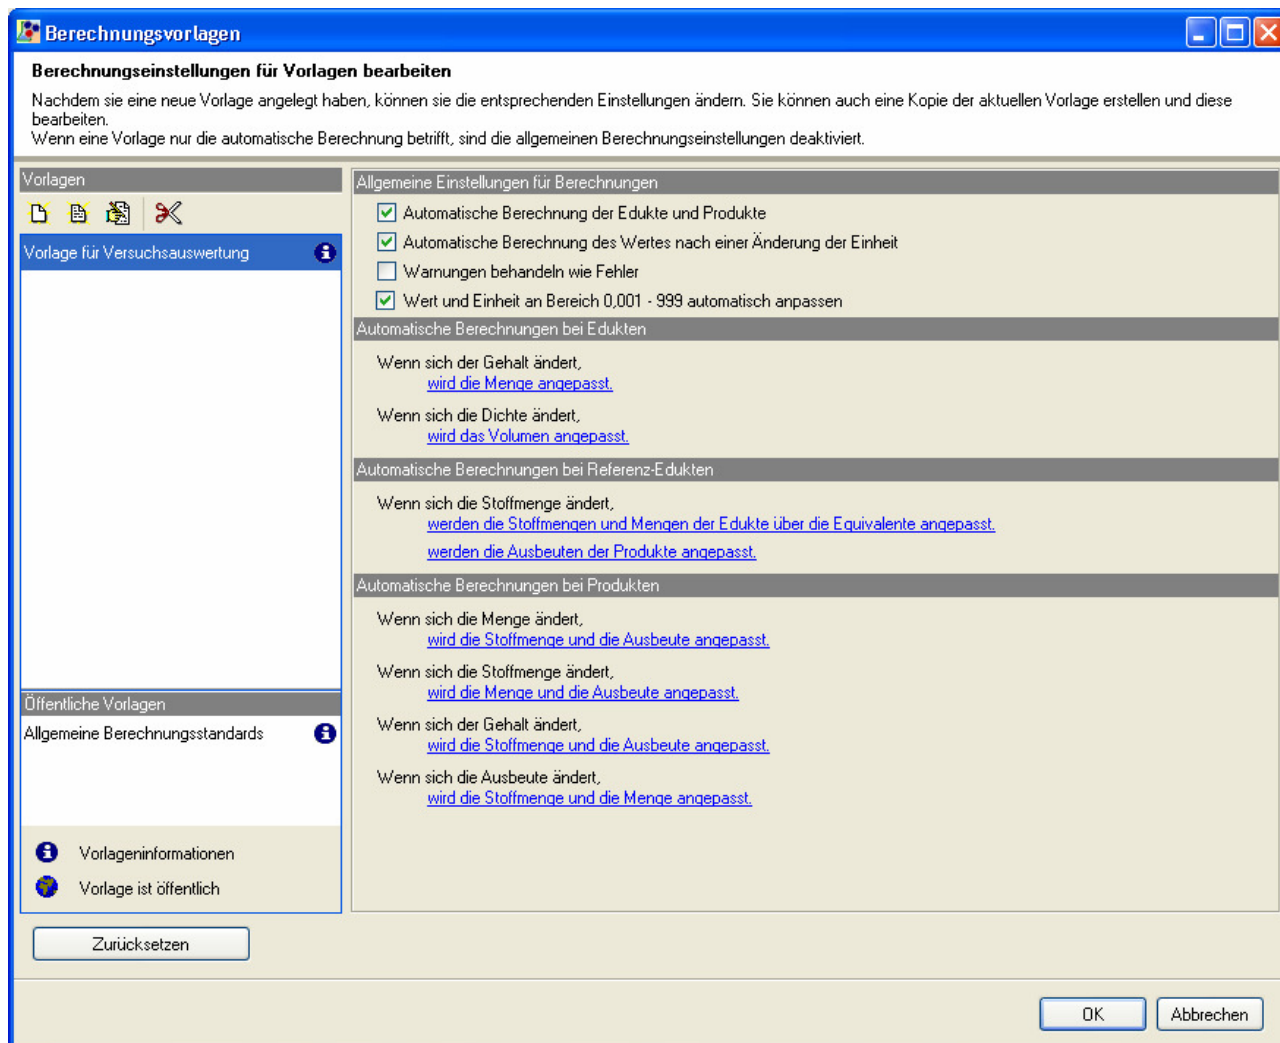 Berechnungsvorlagen
Berechnungseinstellungen für Vorlagen bearbeiten
Nachdem sie eine neue Vorlage angelegt haben, können sie die entsprechenden Einstellungen ändern. Sie können auch eine Kopie der aktuellen Vorlage erstellen und diese
bearbeiten.
Wenn eine Vorlage nur die automatische Berechnung betrifft, sind die allgemeinen Berechnungseinstellungen deaktiviert.
Vorlagen
Vorlage für Versuchsauswertung
Öffentliche Vorlagen
Allgemeine Berechnungsstandards
Vorlageninformationen
Vorlage ist öffentlich
Zurücksetzen
Allgemeine Einstellungen für Berechnungen
Automatische Berechnung der Edukte und Produkte
Automatische Berechnung des Wertes nach einer Änderung der Einheit
Warnungen behandeln wie Fehler
Wert und Einheit an Bereich 0,001 - 999 automatisch anpassen
Automatische Berechnungen bei Edukten
Wenn sich der Gehalt ändert,
wird die Menge angepasst.
Wenn sich die Dichte ändert,
wird das Volumen angepasst.
Automatische Berechnungen bei Referenz-Edukten
Wenn sich die Stoffmenge ändert,
werden die Stoffmengen und Mengen der Edukte über die Equivalente angepasst.
werden die Ausbeuten der Produkte angepasst.
Automatische Berechnungen bei Produkten
Wenn sich die Menge ändert,
wird die Stoffmenge und die Ausbeute angepasst.
Wenn sich die Stoffmenge ändert,
wird die Menge und die Ausbeute angepasst.
Wenn sich der Gehalt ändert,
wird die Stoffmenge und die Ausbeute angepasst.
Wenn sich die Ausbeute ändert,
wird die Stoffmenge und die Menge angepasst.
OK
Abbrechen